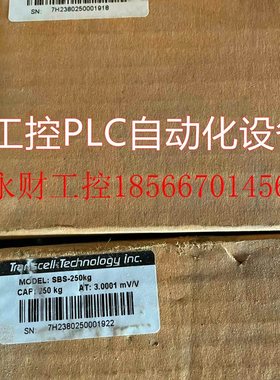 SN: 7H2380250001918
工控PLC自动化设
永财工控1856670145
Transcell Technology Inc.
MODEL: SBS-250kg
CAP: 250 kg AT: 3.0001 mV/V
SN: 7H2380250001922